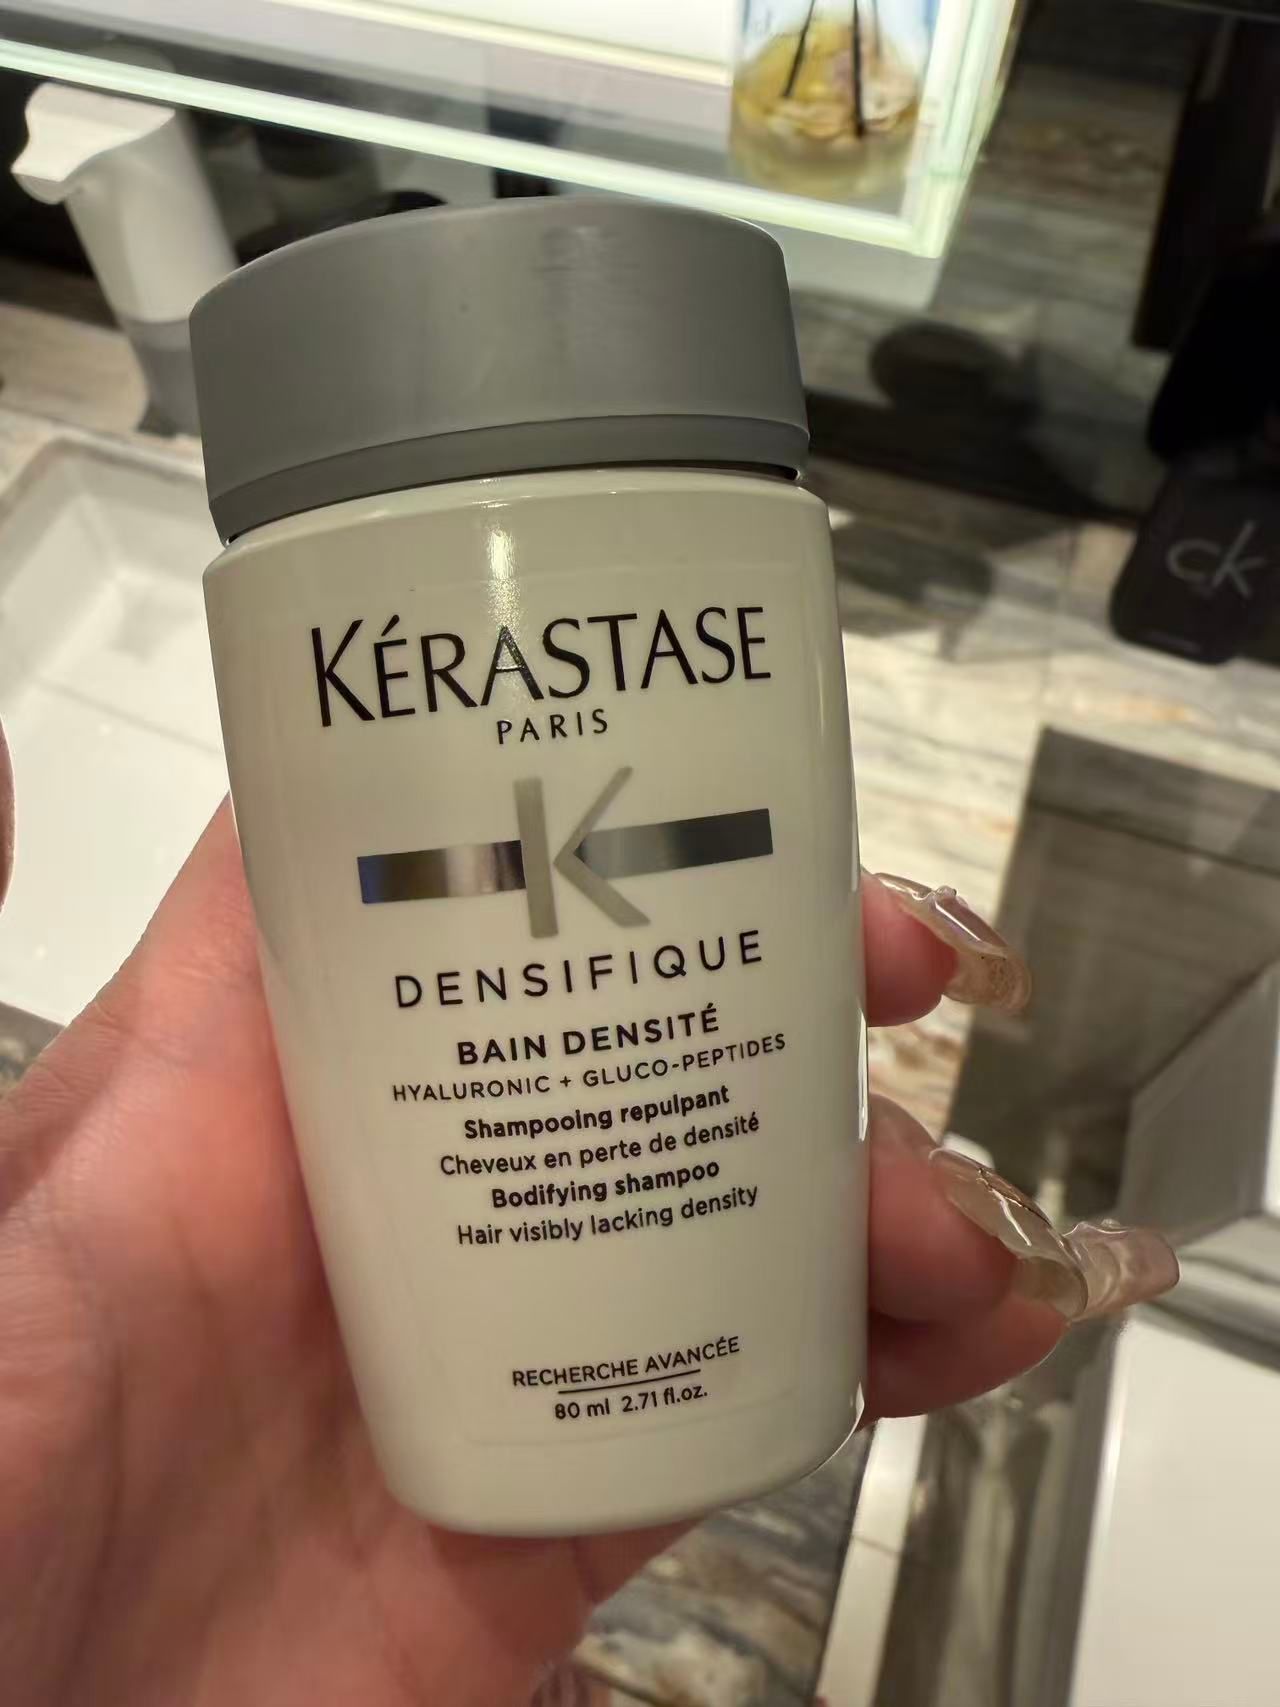 KÉRASTASE
PARIS
K
DENSIFIQUE
BAIN DENSITÉ
HYALURONIC + GLUCO-PEPTIDES
Shampooing repulpant
Cheveux en perte de densité
Bodifying shampoo
Hair visibly lacking density
RECHERCHE AVANCÉE
80 ml 2.71 fl.oz.
ck